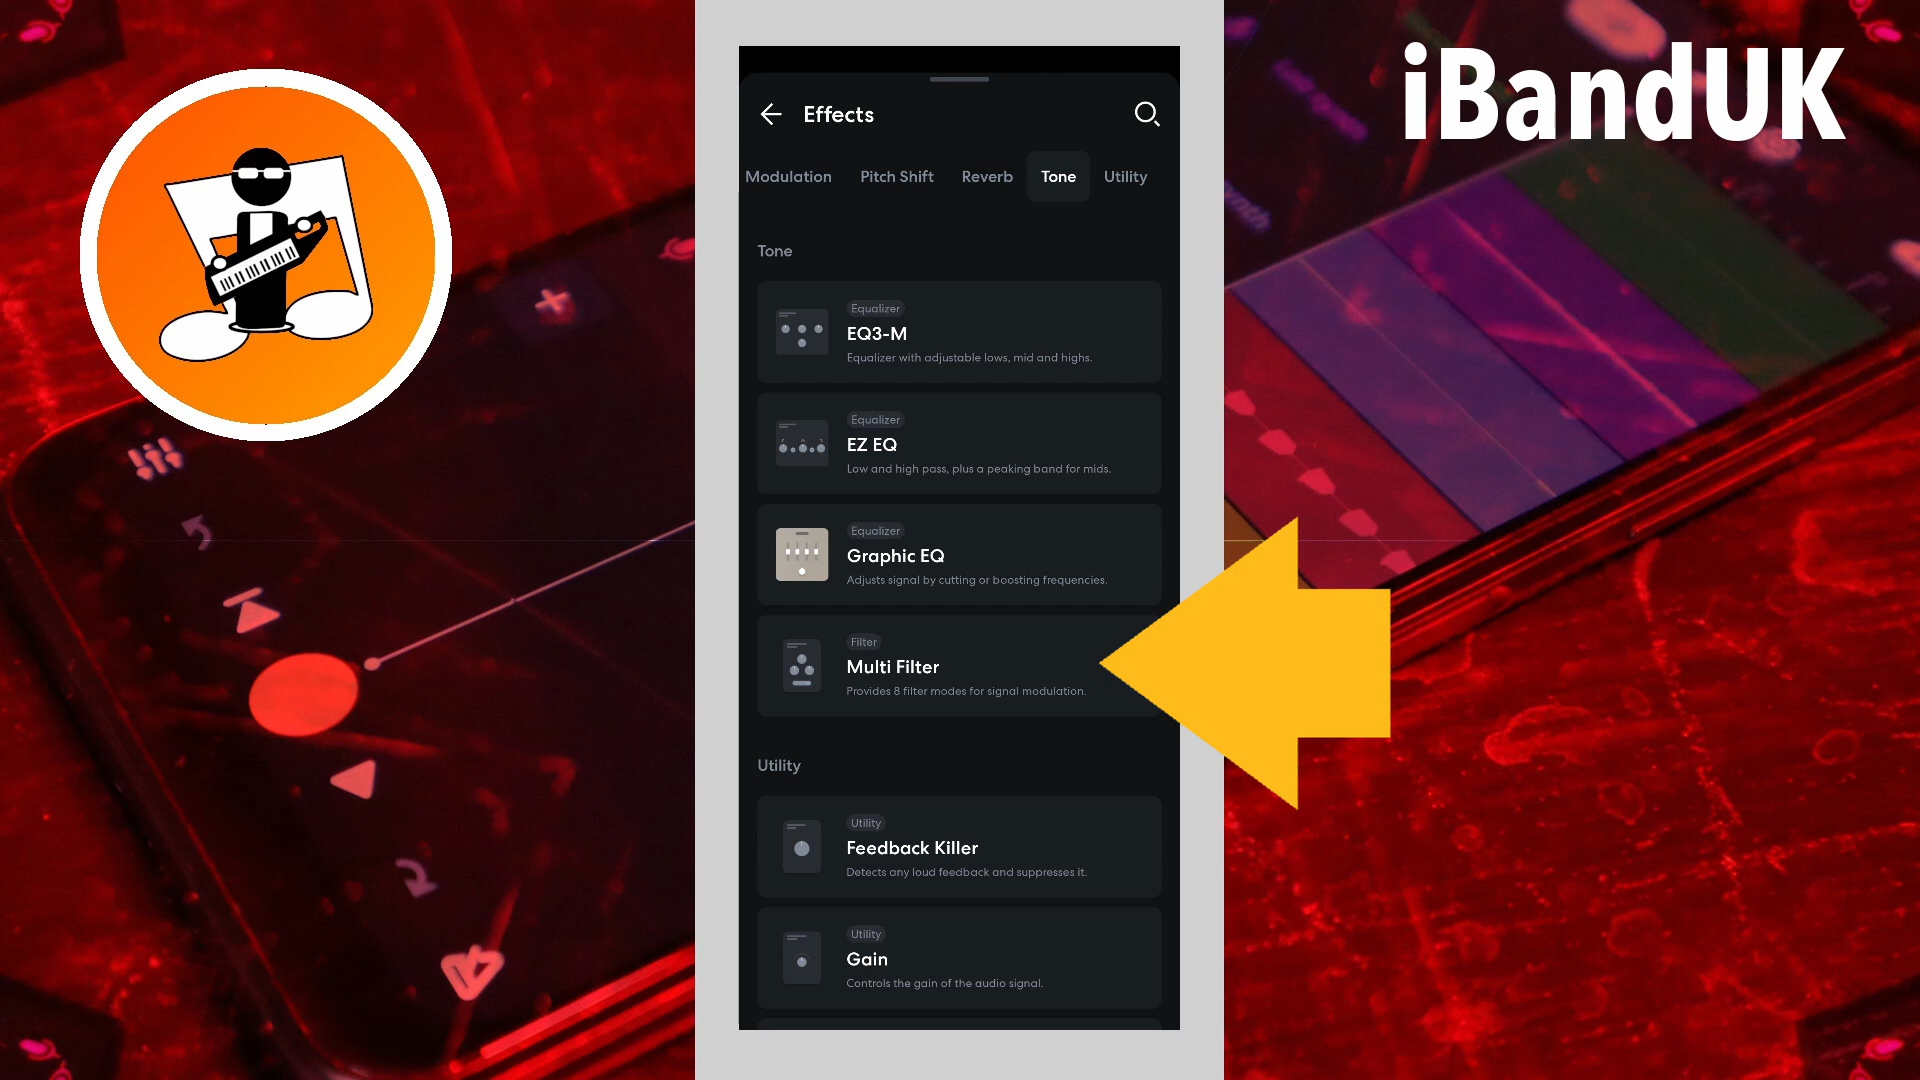 iBandUK
Effects
Modulation Pitch Shift Reverb Tone Utility
Tone
Equalizer
EQ3-M
Equalizer with adjustable lows, mid and highs.
Equalizer
EZ EQ
Low and high pass, plus a peaking band for mids.
Equalizer
Graphic EQ
Adjusts signal by cutting or boosting frequencies.
Filter
Multi Filter
Provides 8 filter modes for signal modulation.
Utility
Utility
Feedback Killer
Detects any loud feedback and suppresses it.
Utility
Gain
Controls the gain of the audio signal.